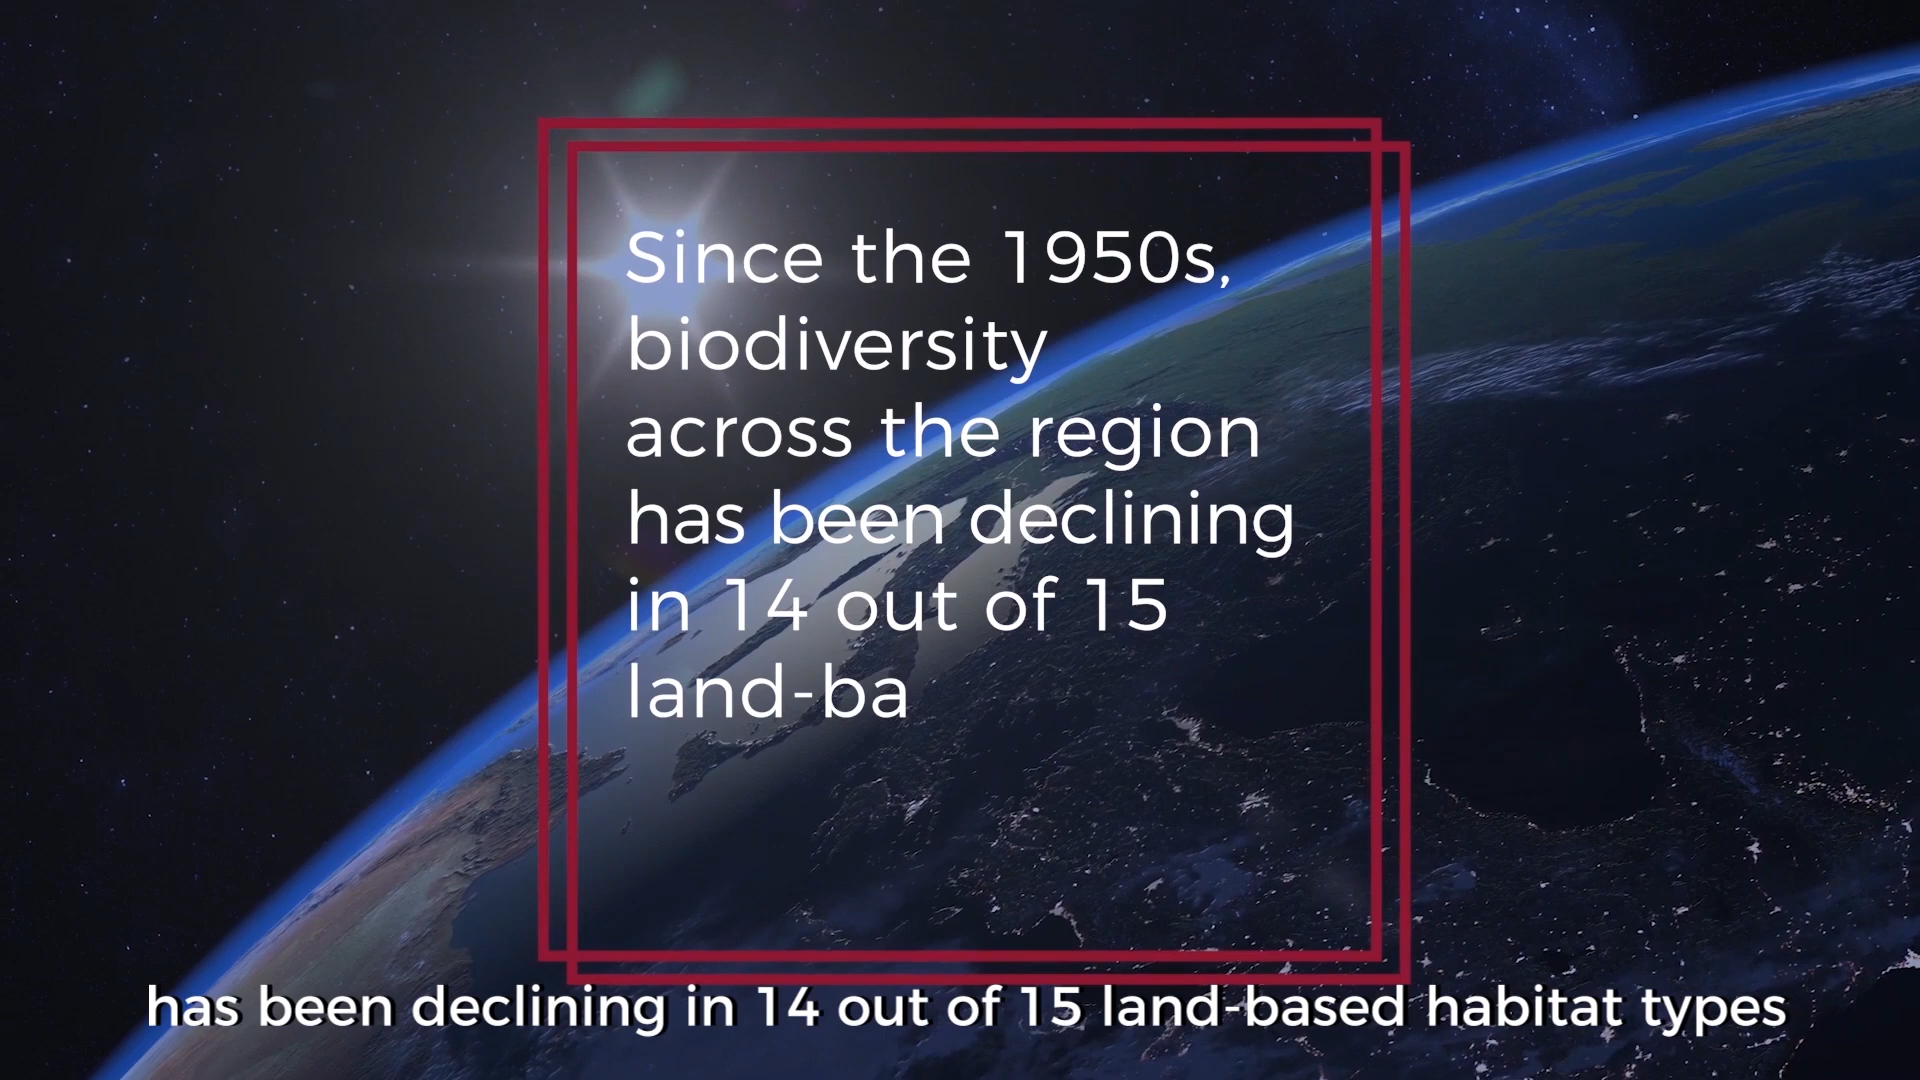 Since the 1950s,
biodiversity
across the region
has been declining
in 14 out of 15
land-ba
has been declining in 14 out of 15 land-based habitat types